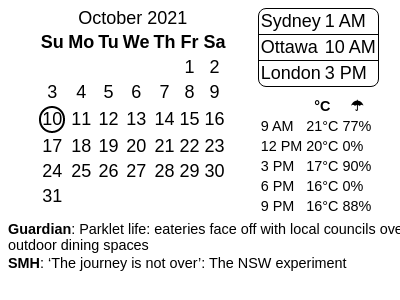 October 2021
Su Mo Tu We Th Fr Sa
1 2
3 4 5 6 7 8 9
10 11 12 13 14 15 16
17 18 19 20 21 22 23
24 25 26 27 28 29 30
31
Sydney 1 AM
Ottawa 10 AM
London 3 PM
°C ☂
9 AM 21°C 77%
12 PM 20°C 0%
3 PM 17°C 90%
6 PM 16°C 0%
9 PM 16°C 88%
Guardian: Parklet life: eateries face off with local councils ove
outdoor dining spaces
SMH: ‘The journey is not over’: The NSW experiment